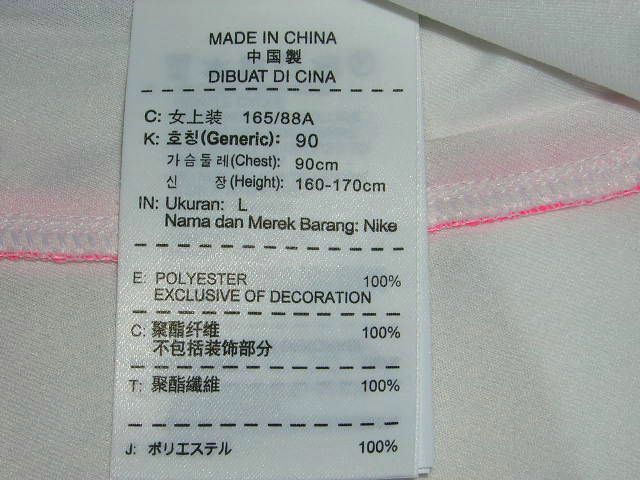 MADE IN CHINA
中国製
DIBUAT DI CINA
C: 女上装 165/88A
K: 호칭(Generic): 90
가슴둘레(Chest): 90cm
신 장(Height): 160-170cm
IN: Ukuran: L
Nama dan Merek Barang: Nike
E: POLYESTER 100%
EXCLUSIVE OF DECORATION
C: 聚酯纤维 100%
不包括装饰部分
T: 聚酯纖維 100%
J: ポリエステル 100%